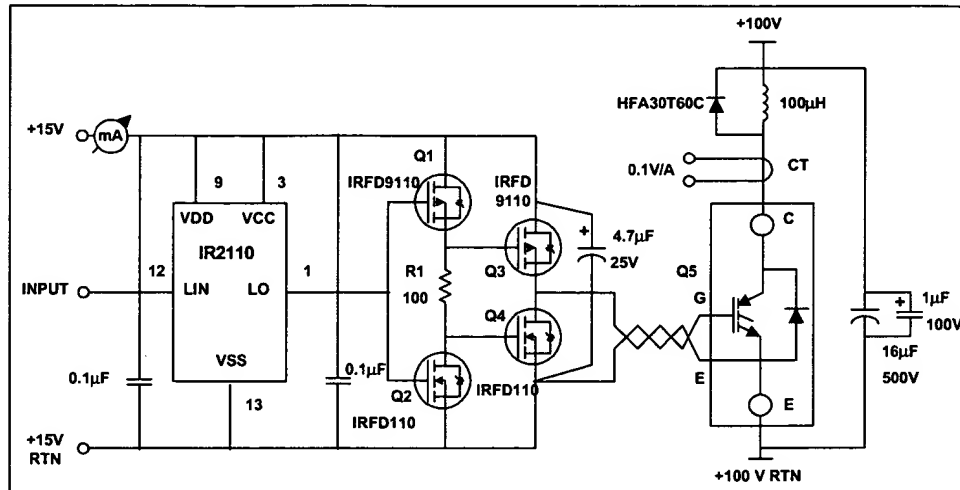 +100V
HFA30T60C
100µH
+15V
mA
Q1
0.1V/A
CT
9
3
IRFD9110
IRFD
9110
VDD
VCC
+
4.7µF
25V
C
IR2110
Q3
Q5
12
1
R1
100
INPUT
LIN
LO
G
+
1µF
100V
Q4
VSS
E
16µF
500V
0.1µF
0.1µF
13
Q2
IRFD110
IRFD110
E
+15V
RTN
+100 V RTN